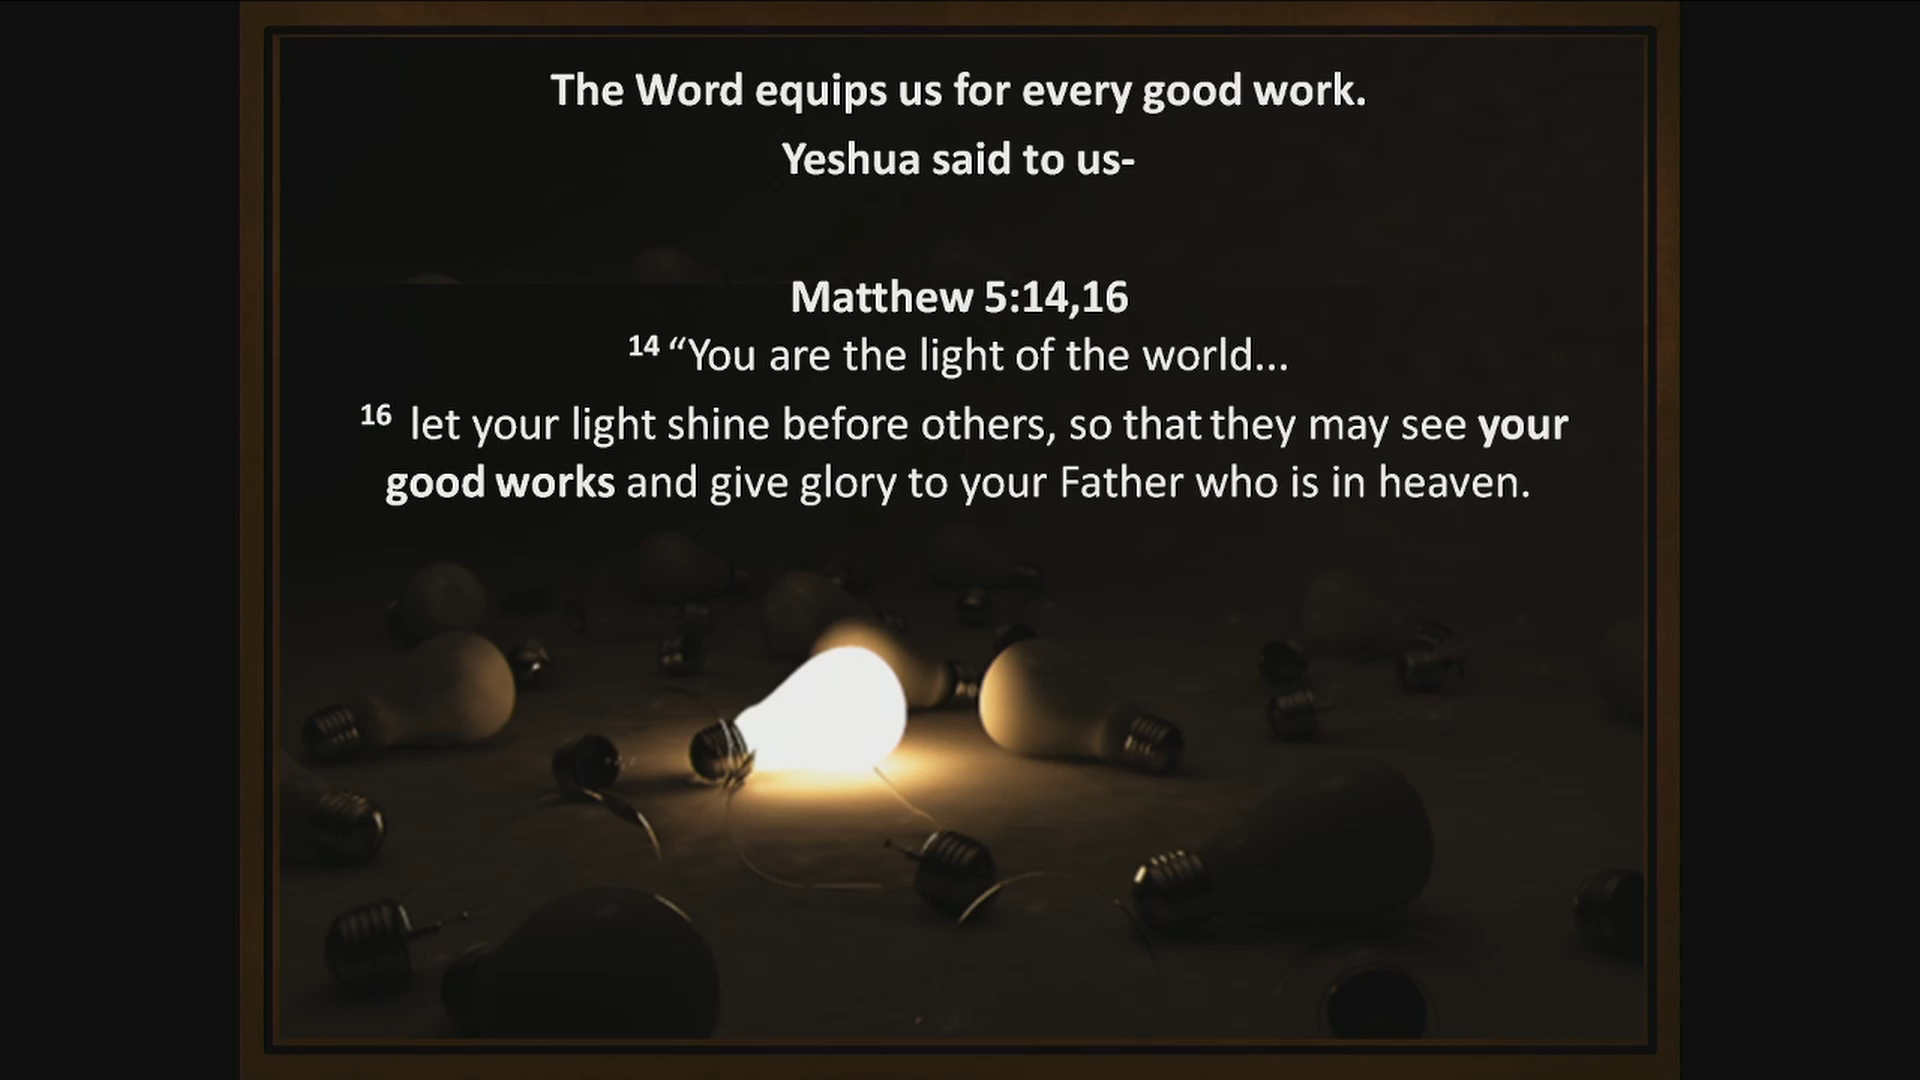 The Word equips us for every good work.
Yeshua said to us-
Matthew 5:14,16
14 “You are the light of the world...
16 let your light shine before others, so that they may see your
good works and give glory to your Father who is in heaven.